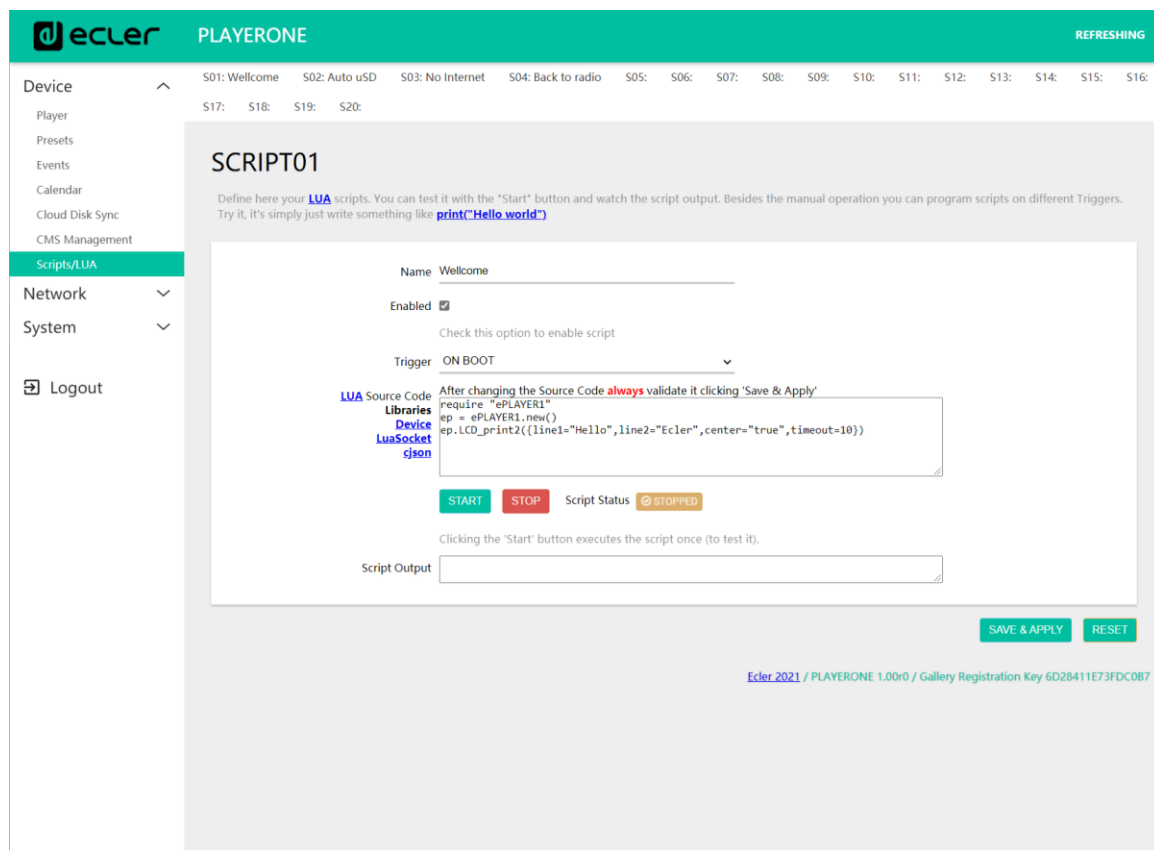 ecler
PLAYERONE
REFRESHING
Device
Player
Presets
Events
Calendar
Cloud Disk Sync
CMS Management
Scripts/LUA
Network
System
Logout
S01: Wellcome S02: Auto uSD S03: No Internet S04: Back to radio S05: S06: S07: S08: S09: S10: S11: S12: S13: S14: S15: S16:
S17: S18: S19: S20:
SCRIPT01
Define here your LUA scripts. You can test it with the "Start" button and watch the script output. Besides the manual operation you can program scripts on different Triggers.
Try it, it's simply just write something like print("Hello world")
Name Wellcome
Enabled
Check this option to enable script
Trigger ON BOOT
LUA Source Code
Libraries
Device
LuaSocket
cjson
After changing the Source Code always validate it clicking 'Save & Apply'
require "ePLAYER1"
ep = ePLAYER1.new()
ep.LCD_print2({line1="Hello",line2="Ecler",center="true",timeout=10})
START STOP Script Status STOPPED
Clicking the 'Start' button executes the script once (to test it).
Script Output
SAVE & APPLY RESET
Ecler 2021 / PLAYERONE 1.00r0 / Gallery Registration Key 6D28411E73FDC0B7